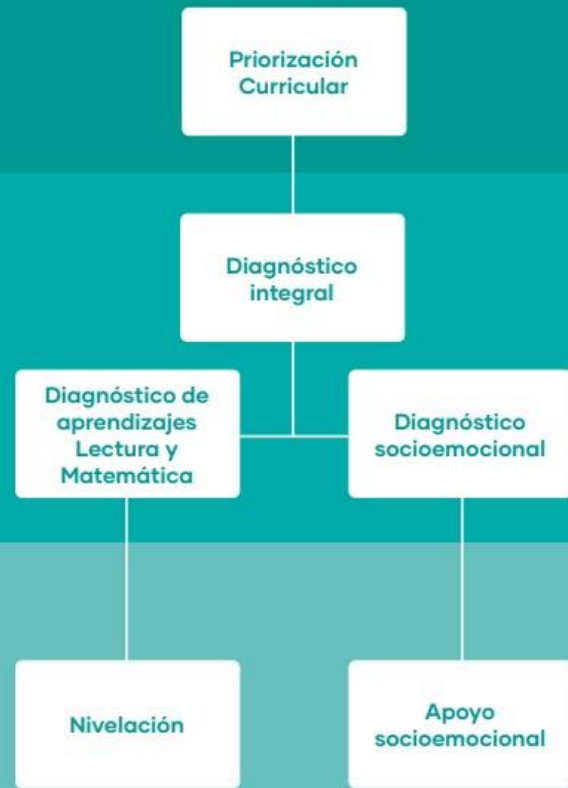 Priorización
Curricular
Diagnóstico
integral
Diagnóstico de
aprendizajes
Lectura y
Matemática
Diagnóstico
socioemocional
Nivelación
Apoyo
socioemocional